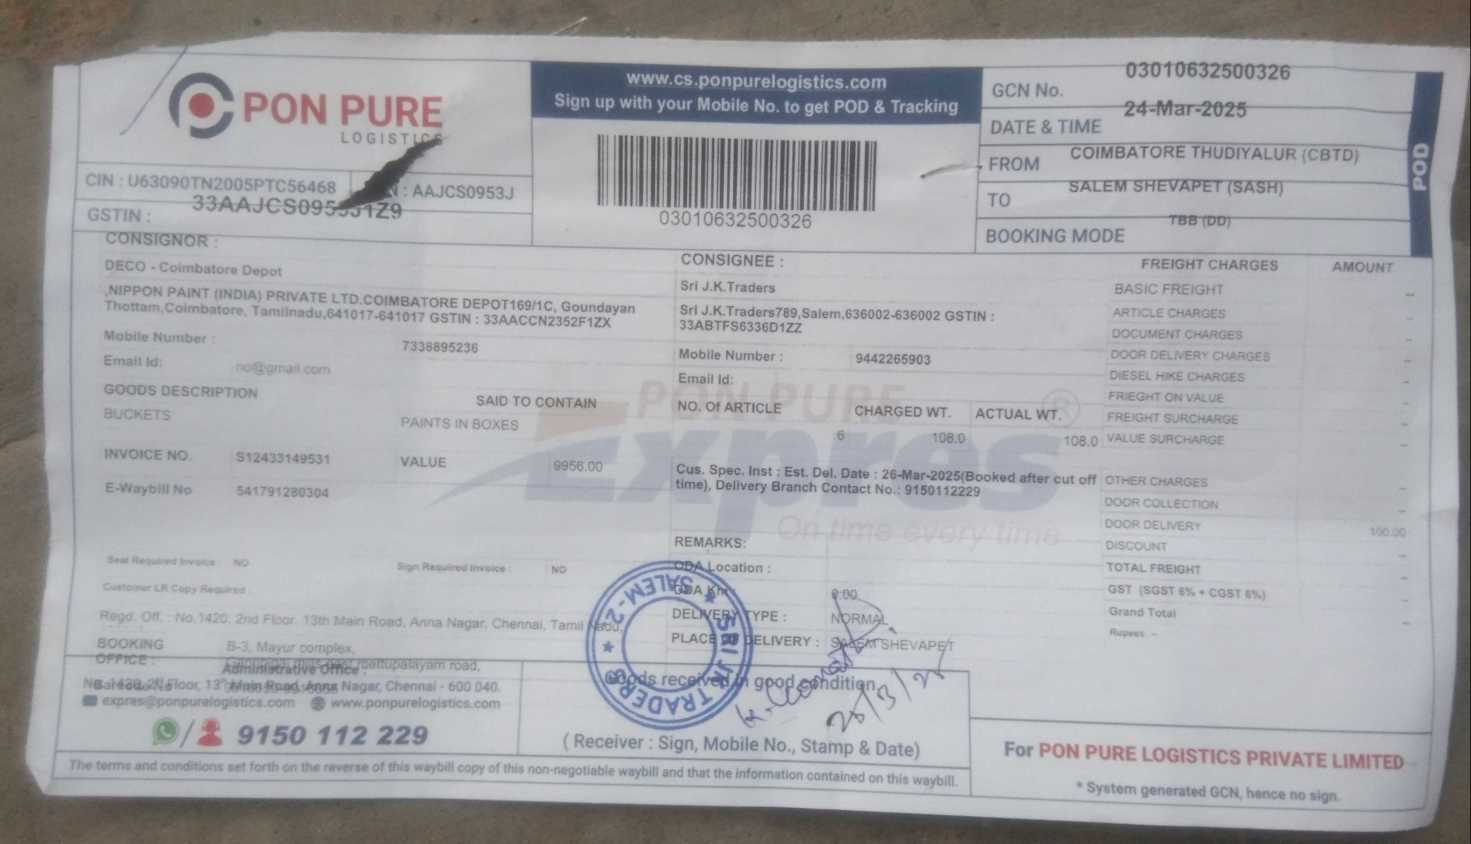 PON PURE
LOGISTICS
www.cs.ponpurelogistics.com
Sign up with your Mobile No. to get POD & Tracking
03010632500326
GCN No. 03010632500326
DATE & TIME 24-Mar-2025
FROM COIMBATORE THUDIYALUR (CBTD)
TO SALEM SHEVAPET (SASH)
BOOKING MODE TBB (DD)
POD
CIN : U63090TN2005PTC56468 : AAJCS0953J
GSTIN :
CONSIGNOR :
DECO - Coimbatore Depot
,NIPPON PAINT (INDIA) PRIVATE LTD.COIMBATORE DEPOT169/1C, Goundayan
Thottam,Coimbatore, Tamilnadu,641017-641017 GSTIN : 33AACCN2352F1ZX
Mobile Number : 7338895236
Email Id: no@gmail.com
GOODS DESCRIPTION SAID TO CONTAIN
BUCKETS PAINTS IN BOXES
INVOICE NO. S12433149531 VALUE 9956.00
E-Waybill No 541791280304
Seal Required Invoice : NO Sign Required Invoice : NO
Customer LR Copy Required :
Regd. Off. : No.1420, 2nd Floor, 13th Main Road, Anna Nagar, Chennai, Tamil Nadu,
BOOKING OFFICE : B-3, Mayur complex,
Administrative Office :
Floor, 13th Main Road, Anna Nagar, Chennai - 600 040.
expres@ponpurelogistics.com www.ponpurelogistics.com
9150 112 229
CONSIGNEE :
Sri J.K.Traders
Sri J.K.Traders789,Salem,636002-636002 GSTIN :
33ABTFS6336D1ZZ
Mobile Number : 9442265903
Email Id:
NO. Of ARTICLE CHARGED WT. ACTUAL WT.
6 108.0 108.0
PON PURE
Expres
On time every time
Cus. Spec. Inst : Est. Del. Date : 26-Mar-2025(Booked after cut off
time), Delivery Branch Contact No.: 9150112229
REMARKS:
ODA Location :
ODA Km : 0.00
DELIVERY TYPE : NORMAL
PLACE OF DELIVERY : SALEM SHEVAPET
Goods received in good condition
SRI JK TRADERS
SALEM-2
(Receiver : Sign, Mobile No., Stamp & Date)
FREIGHT CHARGES AMOUNT
BASIC FREIGHT -
ARTICLE CHARGES -
DOCUMENT CHARGES -
DOOR DELIVERY CHARGES -
DIESEL HIKE CHARGES -
FRIEGHT ON VALUE -
FREIGHT SURCHARGE -
VALUE SURCHARGE -
OTHER CHARGES -
DOOR COLLECTION -
DOOR DELIVERY 100.00
DISCOUNT -
TOTAL FREIGHT -
GST (SGST 6% + CGST 6%) -
Grand Total -
Rupees -
For PON PURE LOGISTICS PRIVATE LIMITED
* System generated GCN, hence no sign.
The terms and conditions set forth on the reverse of this waybill copy of this non-negotiable waybill and that the information contained on this waybill.